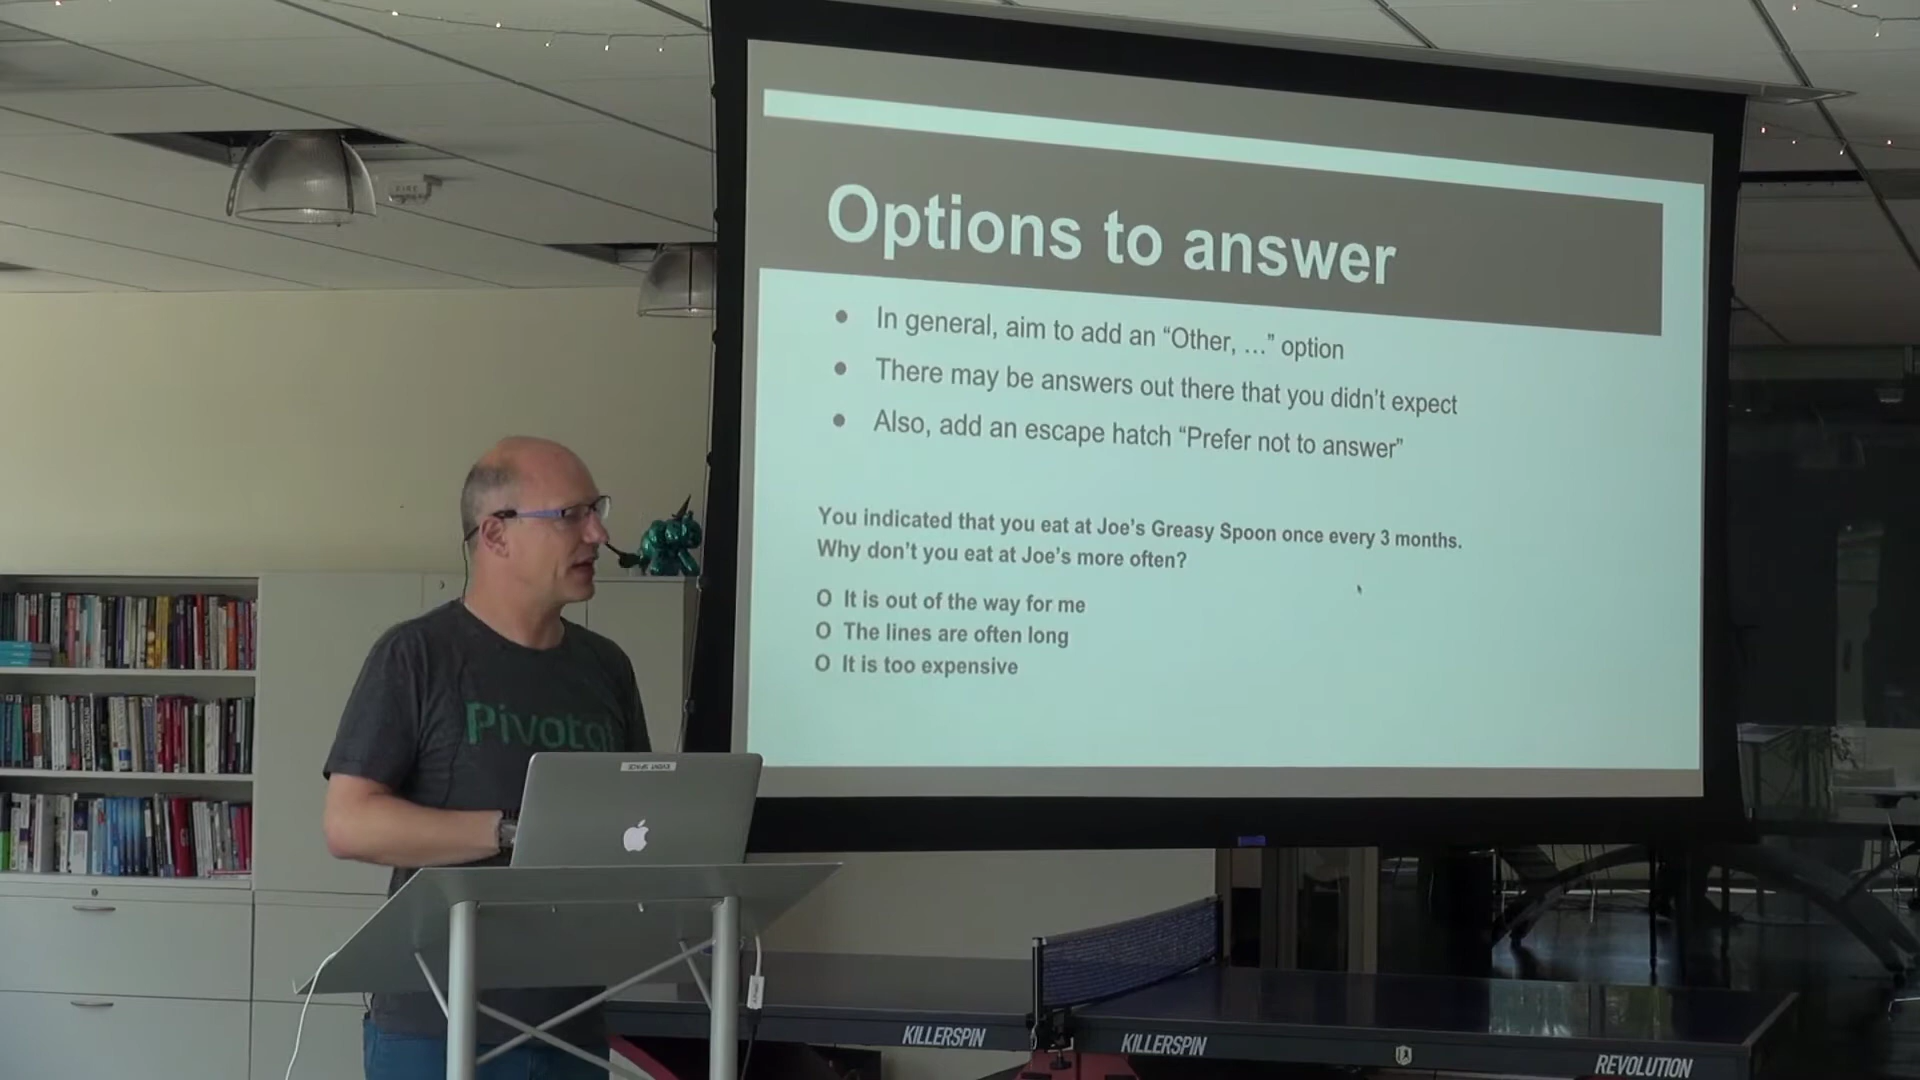 Options to answer
● In general, aim to add an “Other, …” option
● There may be answers out there that you didn’t expect
● Also, add an escape hatch “Prefer not to answer”
You indicated that you eat at Joe’s Greasy Spoon once every 3 months.
Why don’t you eat at Joe’s more often?
O It is out of the way for me
O The lines are often long
O It is too expensive
FIRE
Pivotal
EVENT SPACE
KILLERSPIN
KILLERSPIN
REVOLUTION